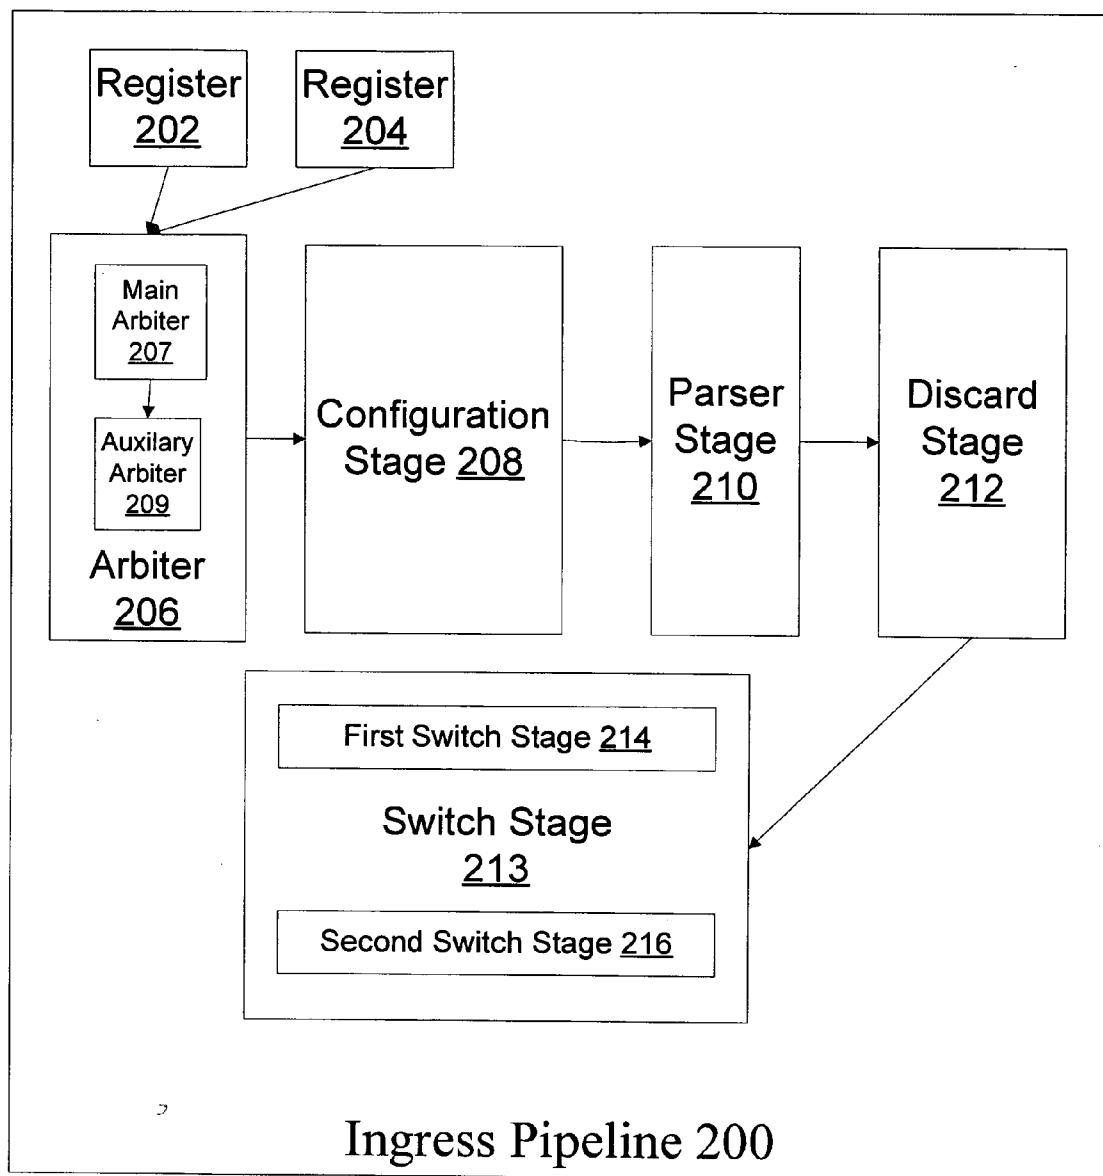 Register
202
Register
204
Main
Arbiter
207
Auxilary
Arbiter
209
Arbiter
206
Configuration
Stage 208
Parser
Stage
210
Discard
Stage
212
First Switch Stage 214
Switch Stage
213
Second Switch Stage 216
Ingress Pipeline 200